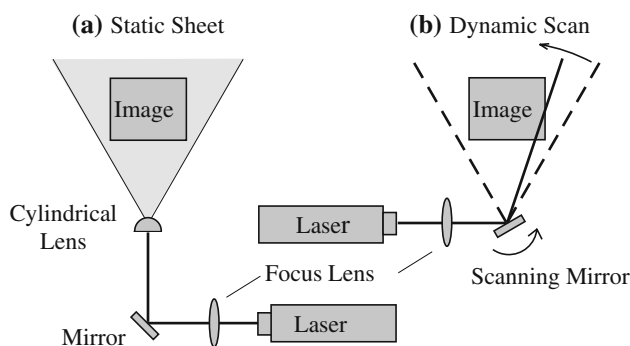 (a) Static Sheet
(b) Dynamic Scan
Image
Image
Cylindrical
Lens
Laser
Focus Lens
Scanning Mirror
Mirror
Laser